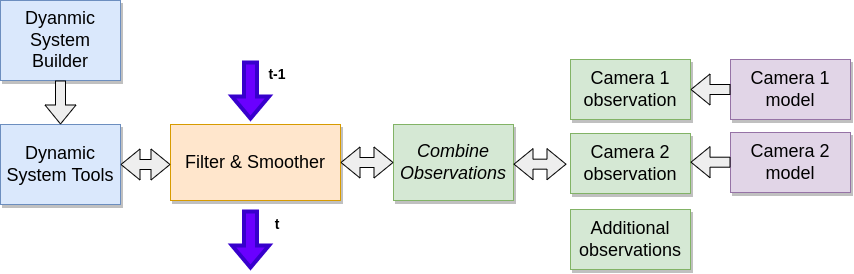 Dyanmic
System
Builder
t-1
Camera 1
observation
Camera 1
model
Dynamic
System Tools
Filter & Smoother
Combine
Observations
Camera 2
observation
Camera 2
model
t
Additional
observations